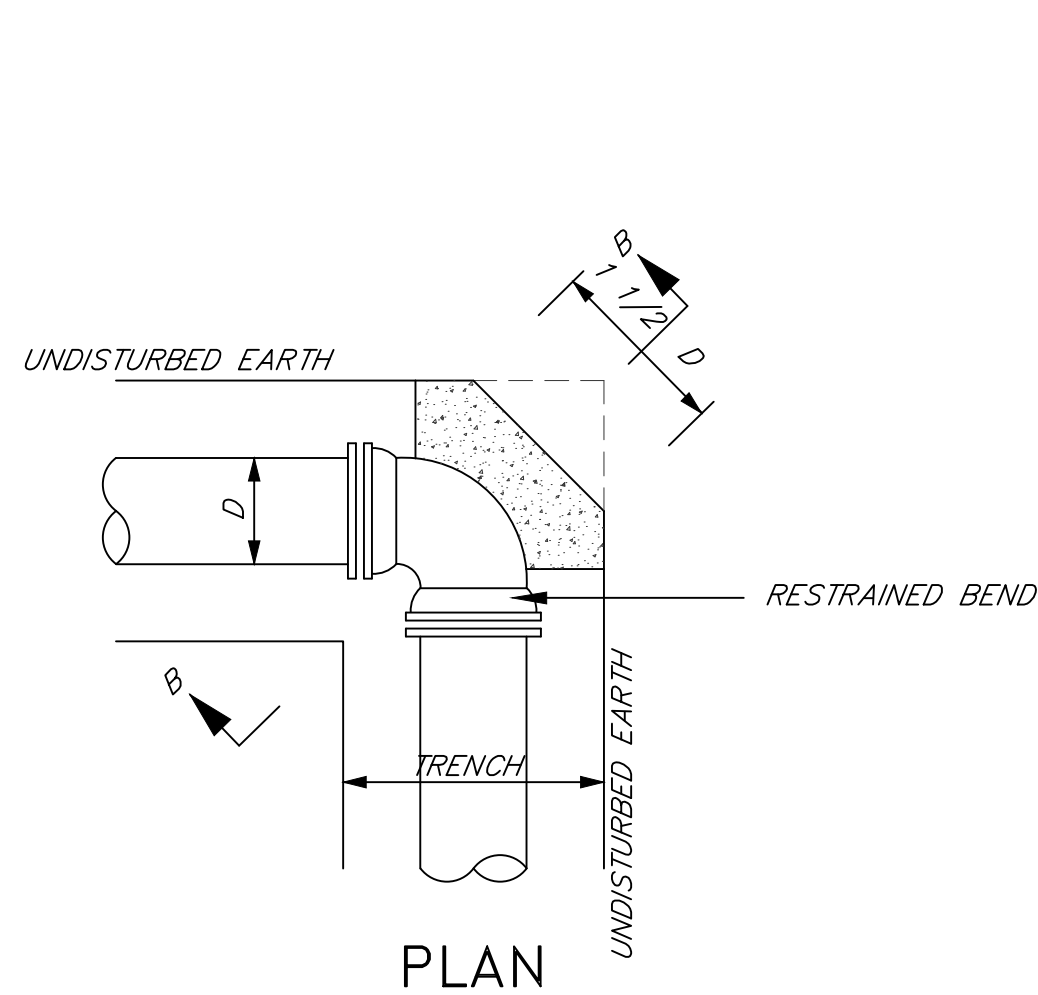 B
1 1/2 D
UNDISTURBED EARTH
D
RESTRAINED BEND
B
TRENCH
UNDISTURBED EARTH
PLAN